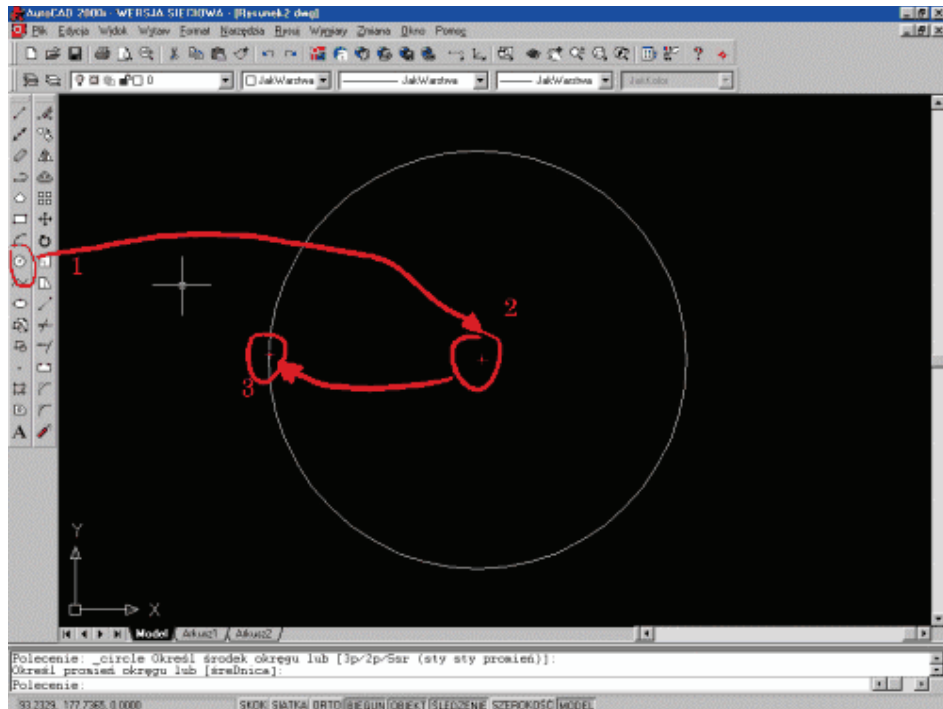 AutoCAD 2000i - WERSJA SIECIOWA - [Rysunek2.dwg]
Plik Edycja Widok Wstaw Format Narzędzia Rysuj Wymiary Zmiana Okno Pomoc
0 JakWarstwa JakWarstwa JakWarstwa JakKolor
1
2
3
A
Y
X
Model Arkusz1 Arkusz2
Polecenie: _circle Określ środek okręgu lub [3p/2p/Ssr (sty sty promień)]:
Określ promień okręgu lub [śreDnica]:
Polecenie:
93.2329, 177.7365, 0.0000 SKOK SIATKA ORTO BIEGUN OBIEKT ŚLEDZENIE SZEROKOŚĆ MODEL